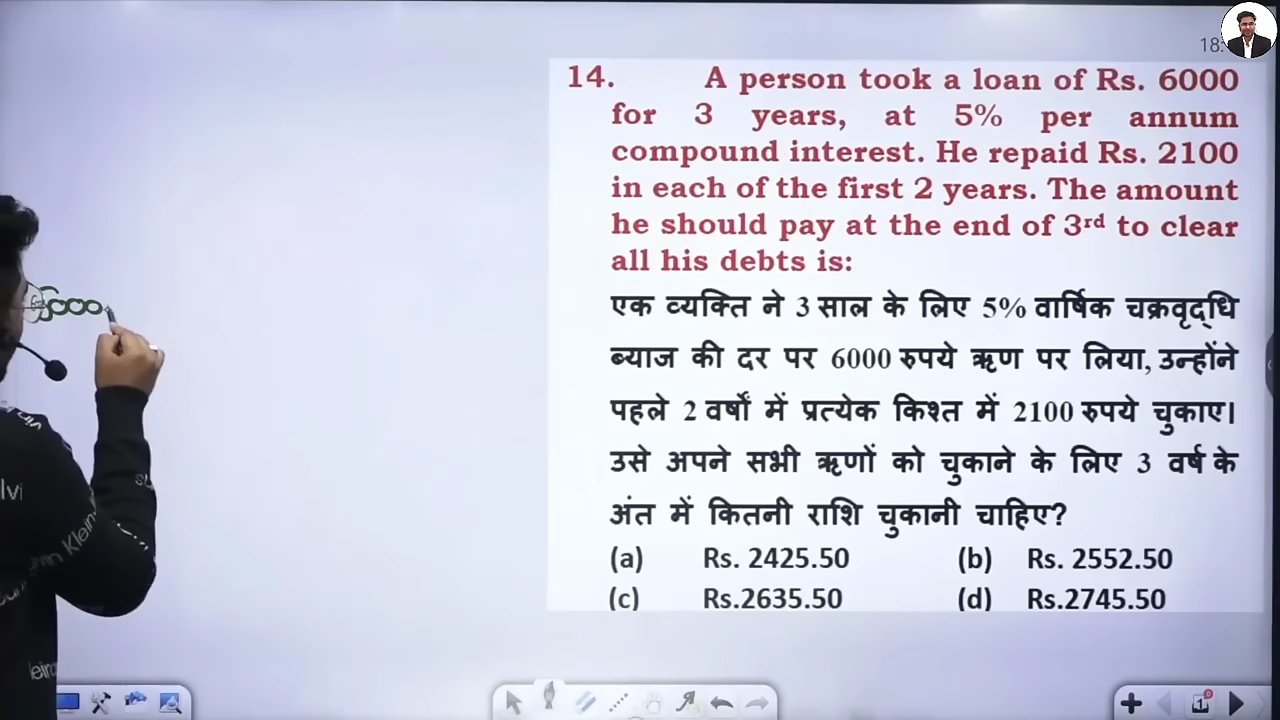 18:
14. A person took a loan of Rs. 6000
for 3 years, at 5% per annum
compound interest. He repaid Rs. 2100
in each of the first 2 years. The amount
he should pay at the end of 3rd to clear
all his debts is:
एक व्यक्ति ने 3 साल के लिए 5% वार्षिक चक्रवृद्धि
ब्याज की दर पर 6000 रुपये ऋण पर लिया, उन्होंने
पहले 2 वर्षों में प्रत्येक किश्त में 2100 रुपये चुकाए।
उसे अपने सभी ऋणों को चुकाने के लिए 3 वर्ष के
अंत में कितनी राशि चुकानी चाहिए?
(a) Rs. 2425.50 (b) Rs. 2552.50
(c) Rs.2635.50 (d) Rs.2745.50
6000
Klein
1